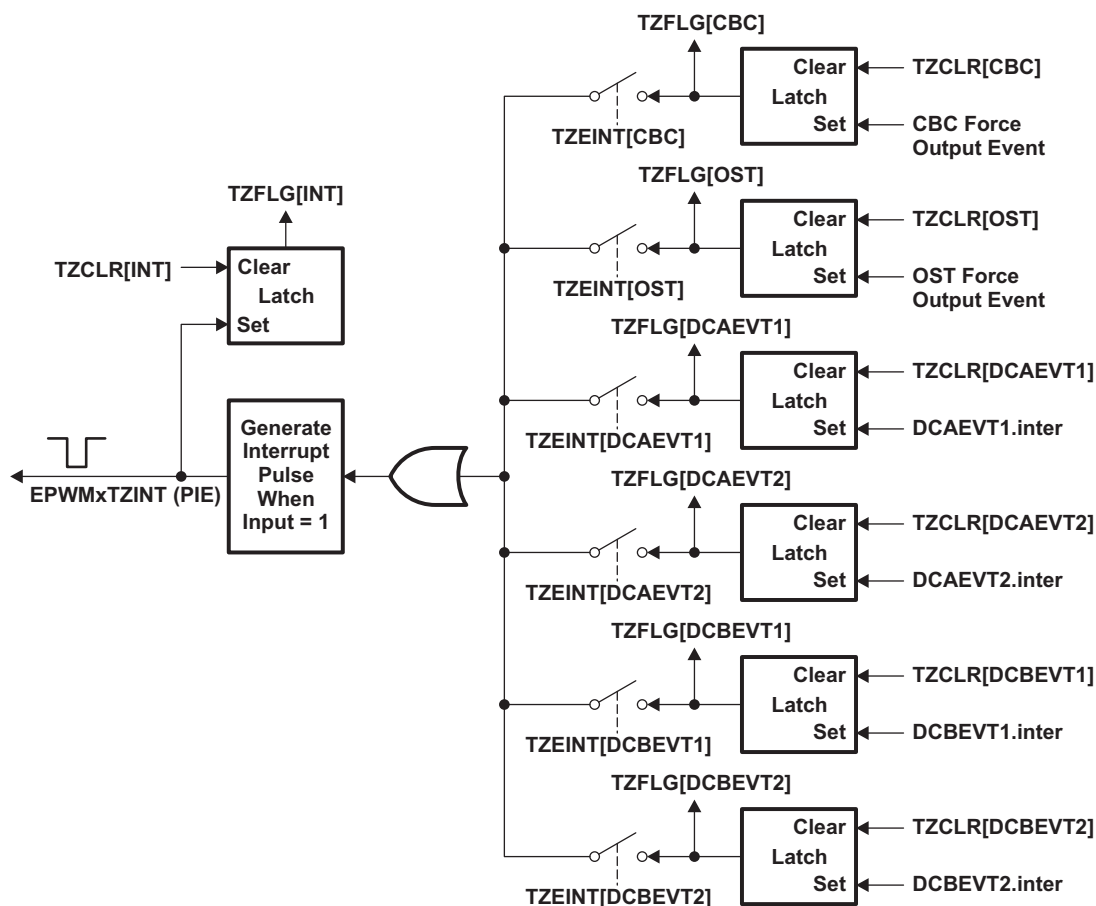 TZFLG[CBC]
Clear
Latch
Set
TZCLR[CBC]
CBC Force
Output Event
TZEINT[CBC]
TZFLG[OST]
Clear
Latch
Set
TZCLR[OST]
OST Force
Output Event
TZEINT[OST]
TZFLG[INT]
TZCLR[INT]
Clear
Latch
Set
TZFLG[DCAEVT1]
Clear
Latch
Set
TZCLR[DCAEVT1]
DCAEVT1.inter
TZEINT[DCAEVT1]
Generate
Interrupt
Pulse
When
Input = 1
EPWMxTZINT (PIE)
TZFLG[DCAEVT2]
Clear
Latch
Set
TZCLR[DCAEVT2]
DCAEVT2.inter
TZEINT[DCAEVT2]
TZFLG[DCBEVT1]
Clear
Latch
Set
TZCLR[DCBEVT1]
DCBEVT1.inter
TZEINT[DCBEVT1]
TZFLG[DCBEVT2]
Clear
Latch
Set
TZCLR[DCBEVT2]
DCBEVT2.inter
TZEINT[DCBEVT2]